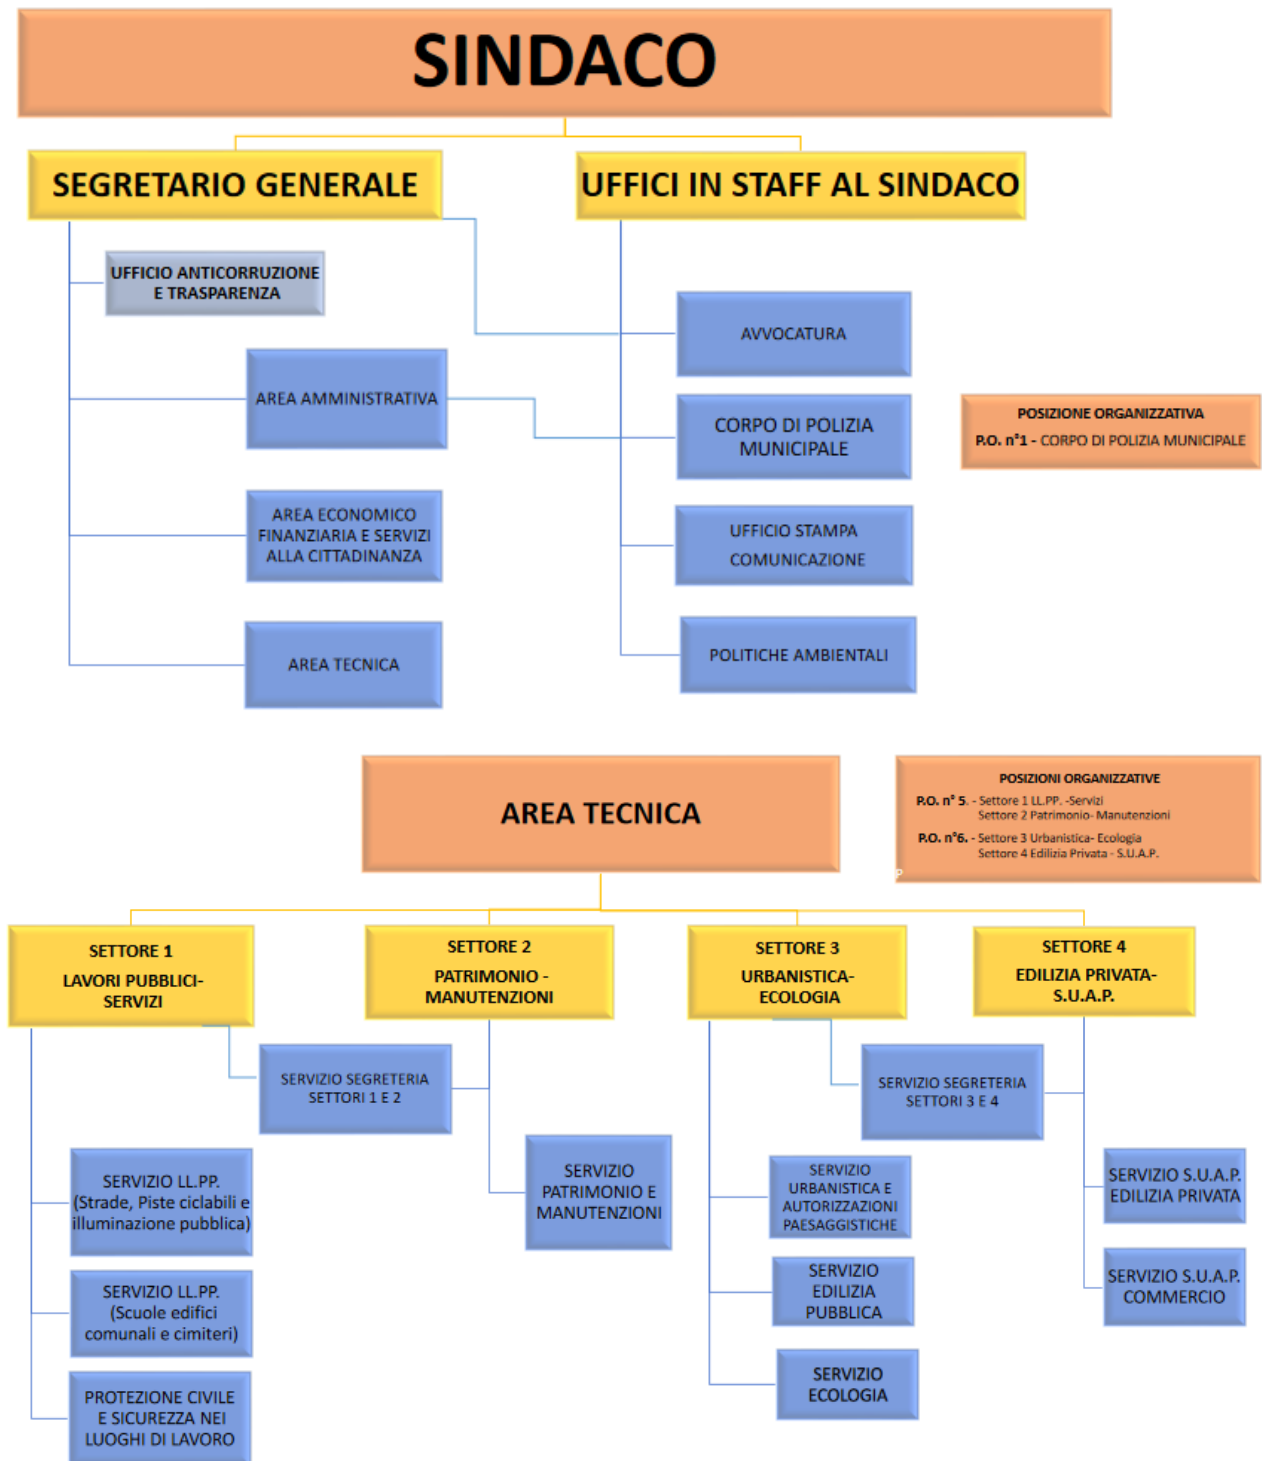 SINDACO
SEGRETARIO GENERALE
UFFICI IN STAFF AL SINDACO
UFFICIO ANTICORRUZIONE
E TRASPARENZA
AVVOCATURA
AREA AMMINISTRATIVA
CORPO DI POLIZIA
MUNICIPALE
POSIZIONE ORGANIZZATIVA
P.O. n°1 - CORPO DI POLIZIA MUNICIPALE
AREA ECONOMICO
FINANZIARIA E SERVIZI
ALLA CITTADINANZA
UFFICIO STAMPA
COMUNICAZIONE
AREA TECNICA
POLITICHE AMBIENTALI
AREA TECNICA
POSIZIONI ORGANIZZATIVE
P.O. n° 5. - Settore 1 LL.PP. -Servizi
Settore 2 Patrimonio- Manutenzioni
P.O. n°6. - Settore 3 Urbanistica- Ecologia
Settore 4 Edilizia Privata - S.U.A.P.
P
SETTORE 1
LAVORI PUBBLICI-
SERVIZI
SETTORE 2
PATRIMONIO -
MANUTENZIONI
SETTORE 3
URBANISTICA-
ECOLOGIA
SETTORE 4
EDILIZIA PRIVATA-
S.U.A.P.
SERVIZIO SEGRETERIA
SETTORI 1 E 2
SERVIZIO SEGRETERIA
SETTORI 3 E 4
SERVIZIO LL.PP.
(Strade, Piste ciclabili e
illuminazione pubblica)
SERVIZIO
PATRIMONIO E
MANUTENZIONI
SERVIZIO
URBANISTICA E
AUTORIZZAZIONI
PAESAGGISTICHE
SERVIZIO S.U.A.P.
EDILIZIA PRIVATA
SERVIZIO LL.PP.
(Scuole edifici
comunali e cimiteri)
SERVIZIO
EDILIZIA
PUBBLICA
SERVIZIO S.U.A.P.
COMMERCIO
PROTEZIONE CIVILE
E SICUREZZA NEI
LUOGHI DI LAVORO
SERVIZIO
ECOLOGIA